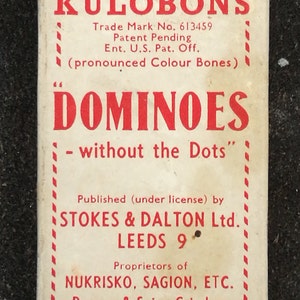 KULOBONS
Trade Mark No. 613459
Patent Pending
Ent. U.S. Pat. Off.
(pronounced Colour Bones)
"DOMINOES
- without the Dots"
Published (under license) by
STOKES & DALTON Ltd.
LEEDS 9
Proprietors of
NUKRISKO, SAGION, ETC.